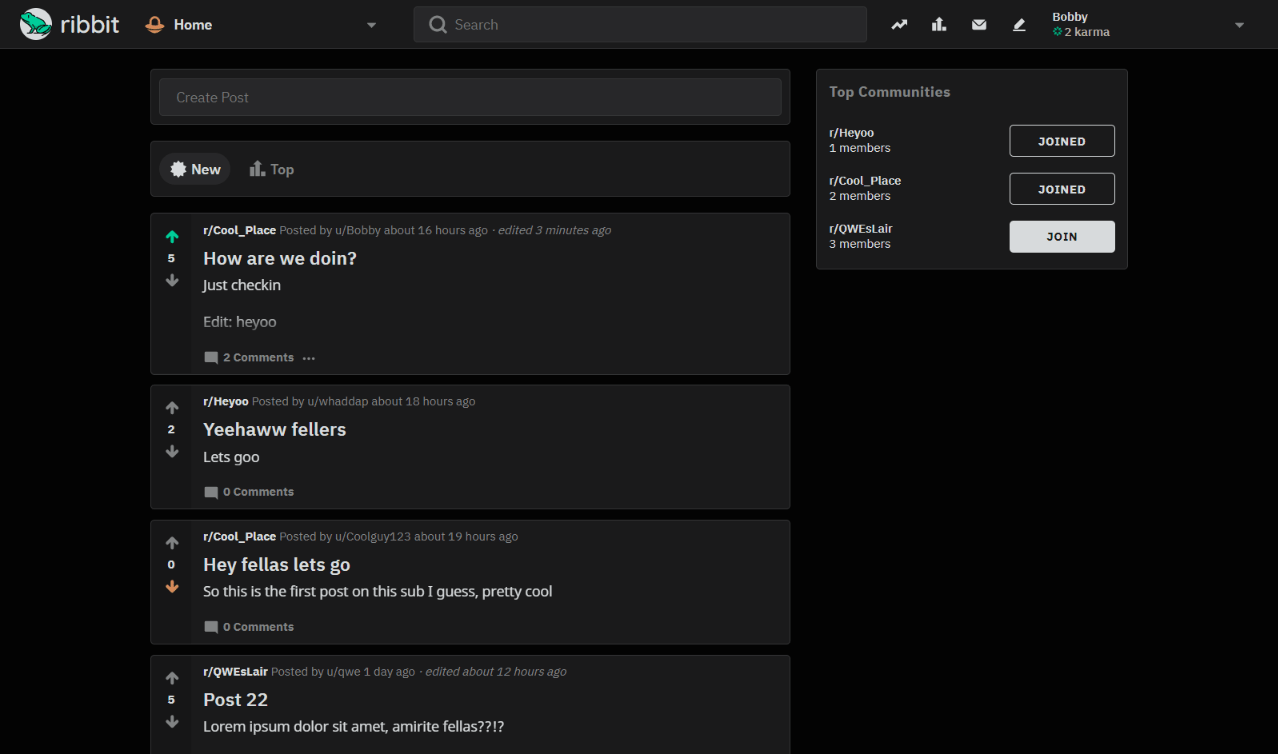 ribbit
Home
Search
Bobby
2 karma
Create Post
New
Top
r/Cool_Place Posted by u/Bobby about 16 hours ago · edited 3 minutes ago
5
How are we doin?
Just checkin
Edit: heyoo
2 Comments ...
r/Heyoo Posted by u/whaddap about 18 hours ago
2
Yeehaww fellers
Lets goo
0 Comments
r/Cool_Place Posted by u/Coolguy123 about 19 hours ago
0
Hey fellas lets go
So this is the first post on this sub I guess, pretty cool
0 Comments
r/QWEsLair Posted by u/qwe 1 day ago · edited about 12 hours ago
5
Post 22
Lorem ipsum dolor sit amet, amirite fellas??!?
Top Communities
r/Heyoo
1 members
JOINED
r/Cool_Place
2 members
JOINED
r/QWEsLair
3 members
JOIN